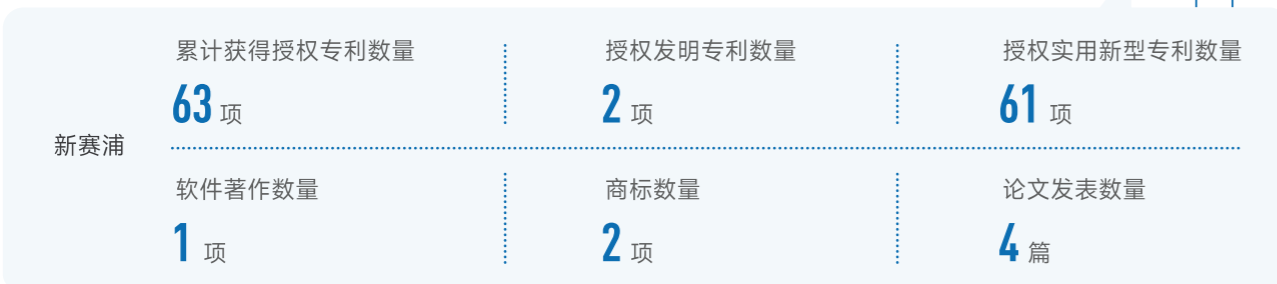 累计获得授权专利数量
授权发明专利数量
授权实用新型专利数量
63 项
2 项
61 项
新赛浦
软件著作数量
商标数量
论文发表数量
1 项
2 项
4 篇